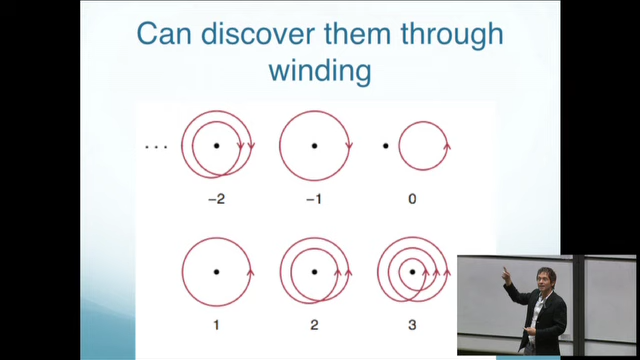 Can discover them through
winding
...
−2 −1 0
1 2 3